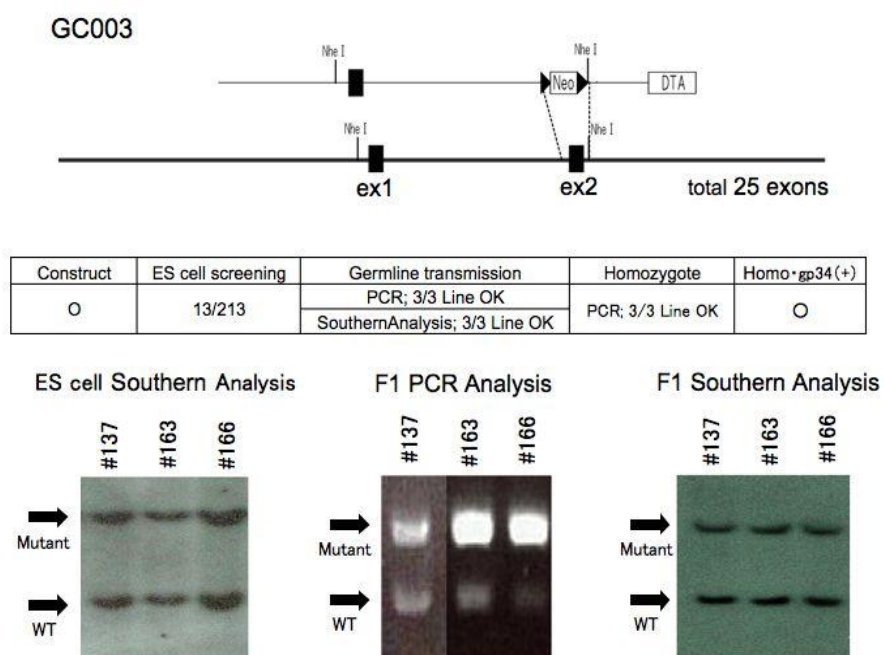 GC003
Nhe I
Nhe I
Neo
DTA
Nhe I
Nhe I
ex1
ex2
total 25 exons
Construct ES cell screening Germline transmission Homozygote Homo・gp34(+)
O 13/213 PCR; 3/3 Line OK PCR; 3/3 Line OK O
SouthernAnalysis; 3/3 Line OK
ES cell Southern Analysis
#137 #163 #166
Mutant
WT
F1 PCR Analysis
#137 #163 #166
Mutant
WT
F1 Southern Analysis
#137 #163 #166
Mutant
WT